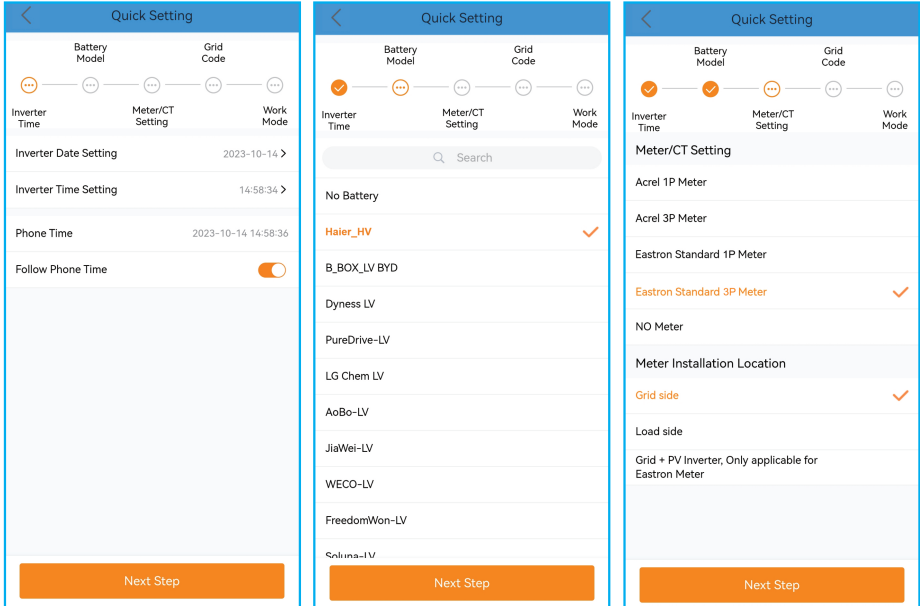 Quick Setting
Battery
Model
Grid
Code
Inverter
Time
Meter/CT
Setting
Work
Mode
Inverter Date Setting 2023-10-14
Inverter Time Setting 14:58:34
Phone Time 2023-10-14 14:58:36
Follow Phone Time
Next Step
Quick Setting
Battery
Model
Grid
Code
Inverter
Time
Meter/CT
Setting
Work
Mode
Search
No Battery
Haier_HV
B_BOX_LV BYD
Dyness LV
PureDrive-LV
LG Chem LV
AoBo-LV
JiaWei-LV
WECO-LV
FreedomWon-LV
Soluna-LV
Next Step
Quick Setting
Battery
Model
Grid
Code
Inverter
Time
Meter/CT
Setting
Work
Mode
Meter/CT Setting
Acrel 1P Meter
Acrel 3P Meter
Eastron Standard 1P Meter
Eastron Standard 3P Meter
NO Meter
Meter Installation Location
Grid side
Load side
Grid + PV Inverter, Only applicable for
Eastron Meter
Next Step